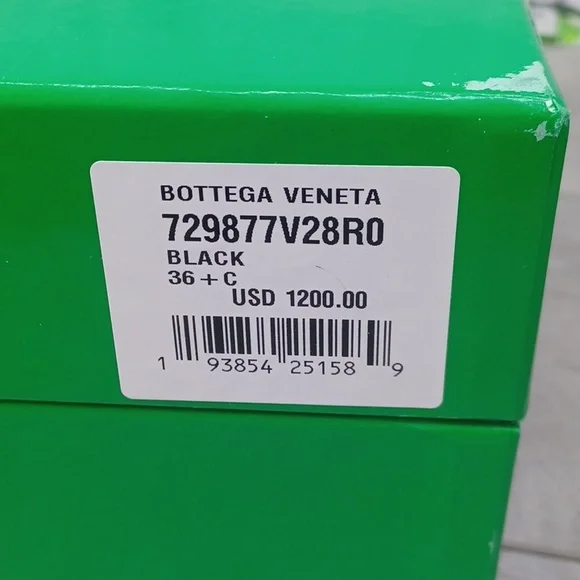 BOTTEGA VENETA
729877V28R0
BLACK
36+C
USD 1200.00
1 93854 25158 9